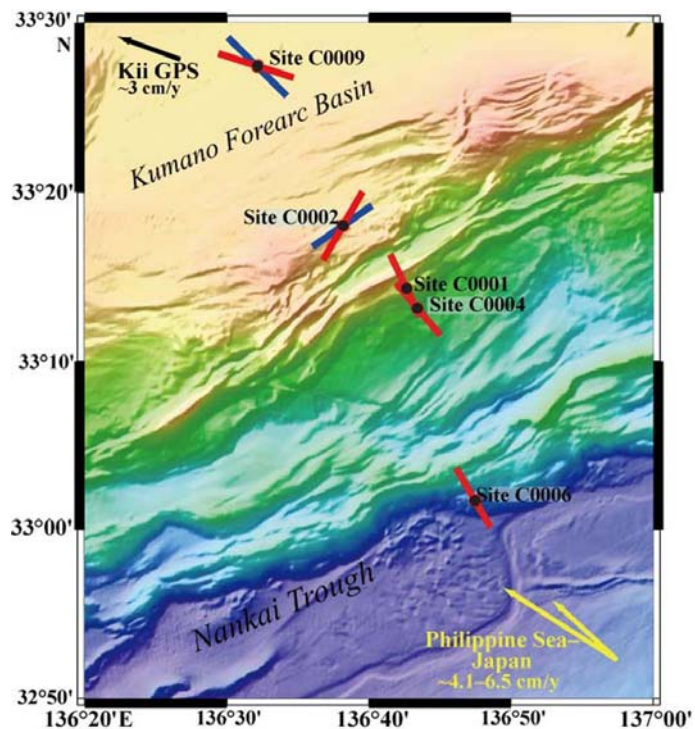 33°30'
N
Kii GPS
~3 cm/y
Site C0009
Kumano Forearc Basin
33°20'
Site C0002
Site C0001
Site C0004
33°10'
Site C0006
33°00'
Nankai Trough
Philippine Sea–
Japan
~4.1–6.5 cm/y
32°50'
136°20'E 136°30' 136°40' 136°50' 137°00'